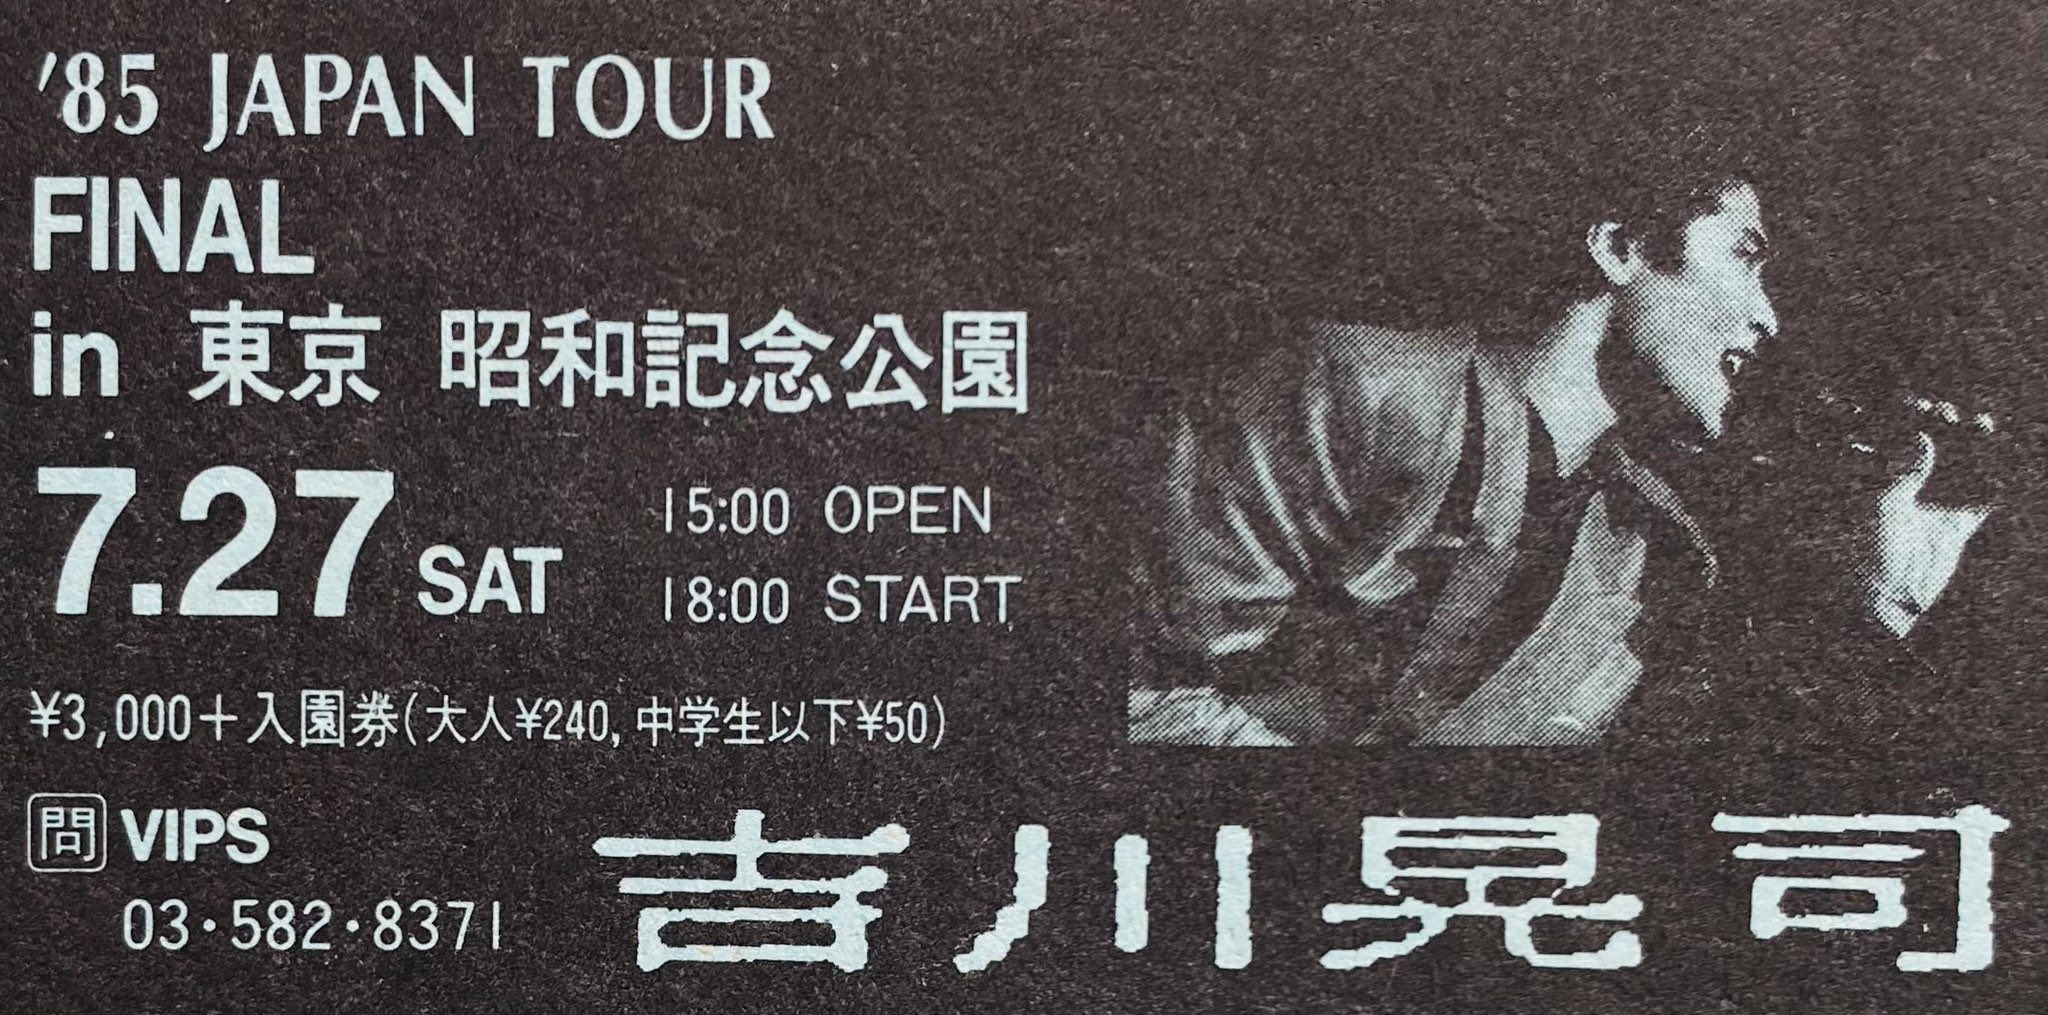 '85 JAPAN TOUR
FINAL
in 東京 昭和記念公園
7.27 SAT
15:00 OPEN
18:00 START
¥3,000+入園券(大人¥240,中学生以下¥50)
問 VIPS
03・582・8371
吉川晃司